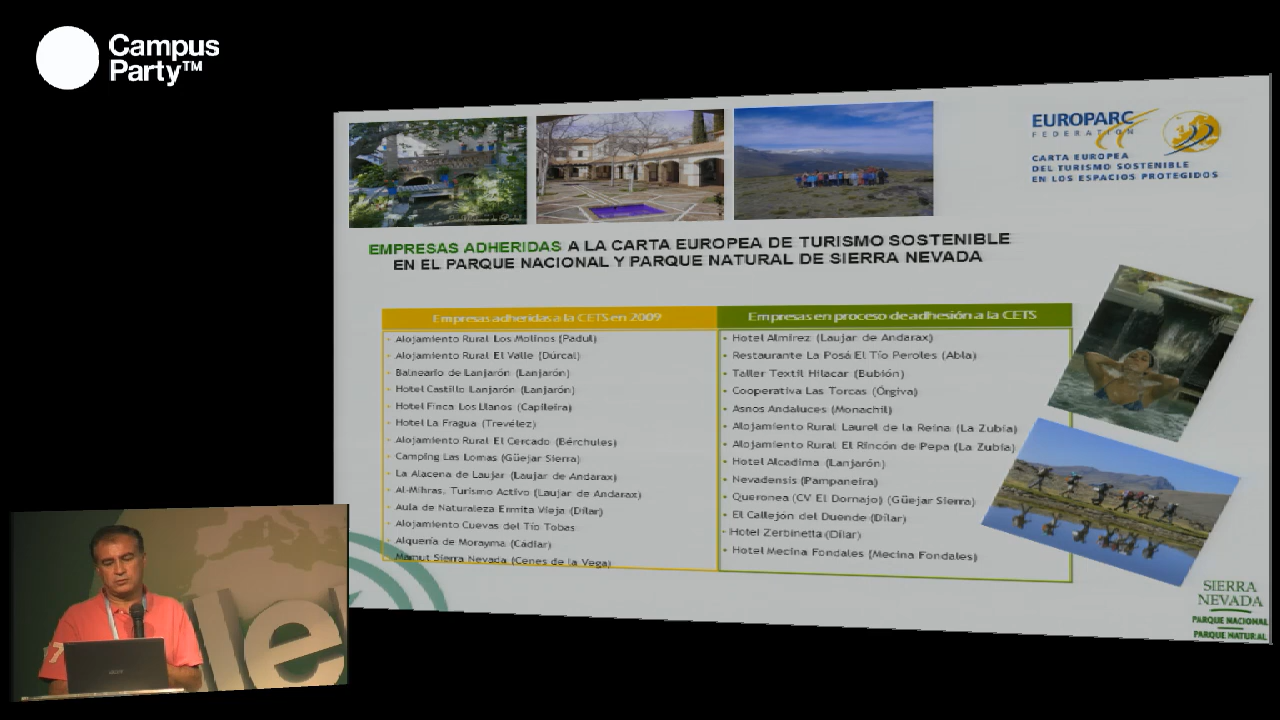 Campus
Party™
EUROPARC
FEDERATION
CARTA EUROPEA
DEL TURISMO SOSTENIBLE
EN LOS ESPACIOS PROTEGIDOS
EMPRESAS ADHERIDAS A LA CARTA EUROPEA DE TURISMO SOSTENIBLE
EN EL PARQUE NACIONAL Y PARQUE NATURAL DE SIERRA NEVADA
Empresas adheridas a la CETS en 2009
Alojamiento Rural Los Molinos (Padul)
Alojamiento Rural El Valle (Dúrcal)
Balneario de Lanjarón (Lanjarón)
Hotel Castillo Lanjarón (Lanjarón)
Hotel Finca Los Llanos (Capileira)
Hotel La Fragua (Trevélez)
Alojamiento Rural El Cercado (Bérchules)
Camping Las Lomas (Güejar Sierra)
La Alacena de Laujar (Laujar de Andarax)
Al-Mihras, Turismo Activo (Laujar de Andarax)
Aula de Naturaleza Ermita Vieja (Dílar)
Alojamiento Cuevas del Tío Tobas
Alquería de Morayma (Cádiar)
Mamut Sierra Nevada (Cenes de la Vega)
Empresas en proceso de adhesión a la CETS
Hotel Almirez (Laujar de Andarax)
Restaurante La Posá El Tío Peroles (Abla)
Taller Textil Hilacar (Bubión)
Cooperativa Las Torcas (Órgiva)
Asnos Andaluces (Monachil)
Alojamiento Rural Laurel de la Reina (La Zubia)
Alojamiento Rural El Rincón de Pepa (La Zubia)
Hotel Alcadima (Lanjarón)
Nevadensis (Pampaneira)
Queronea (CV El Dornajo) (Güejar Sierra)
El Callejón del Duende (Dílar)
Hotel Zerbinetta (Dílar)
Hotel Mecina Fondales (Mecina Fondales)
SIERRA
NEVADA
PARQUE NACIONAL
PARQUE NATURAL
le